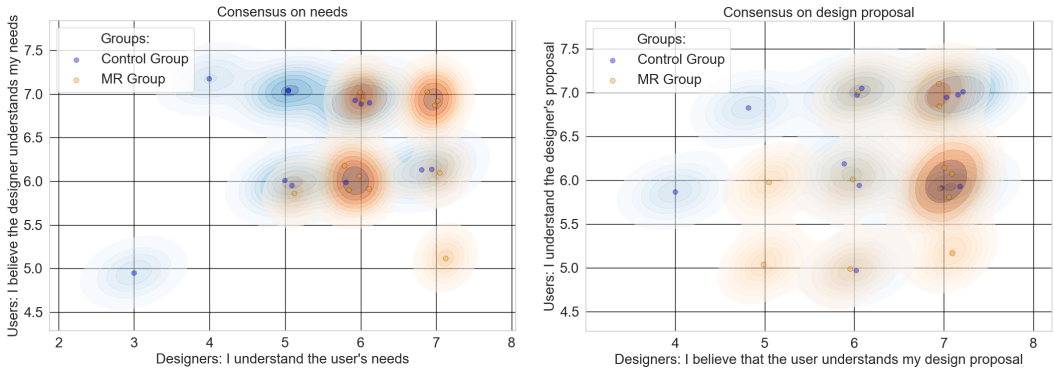 Consensus on needs
Groups:
Control Group
MR Group
Users: I believe the designer understands my needs
7.5
7.0
6.5
6.0
5.5
5.0
4.5
2 3 4 5 6 7 8
Designers: I understand the user's needs
Consensus on design proposal
Groups:
Control Group
MR Group
Users: I understand the designer's proposal
7.5
7.0
6.5
6.0
5.5
5.0
4.5
4 5 6 7 8
Designers: I believe that the user understands my design proposal